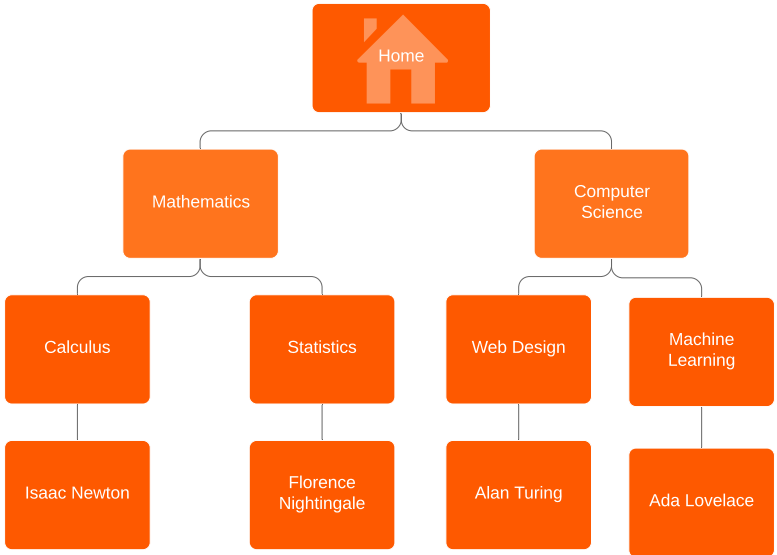 Home
Mathematics
Computer
Science
Calculus
Statistics
Web Design
Machine
Learning
Isaac Newton
Florence
Nightingale
Alan Turing
Ada Lovelace